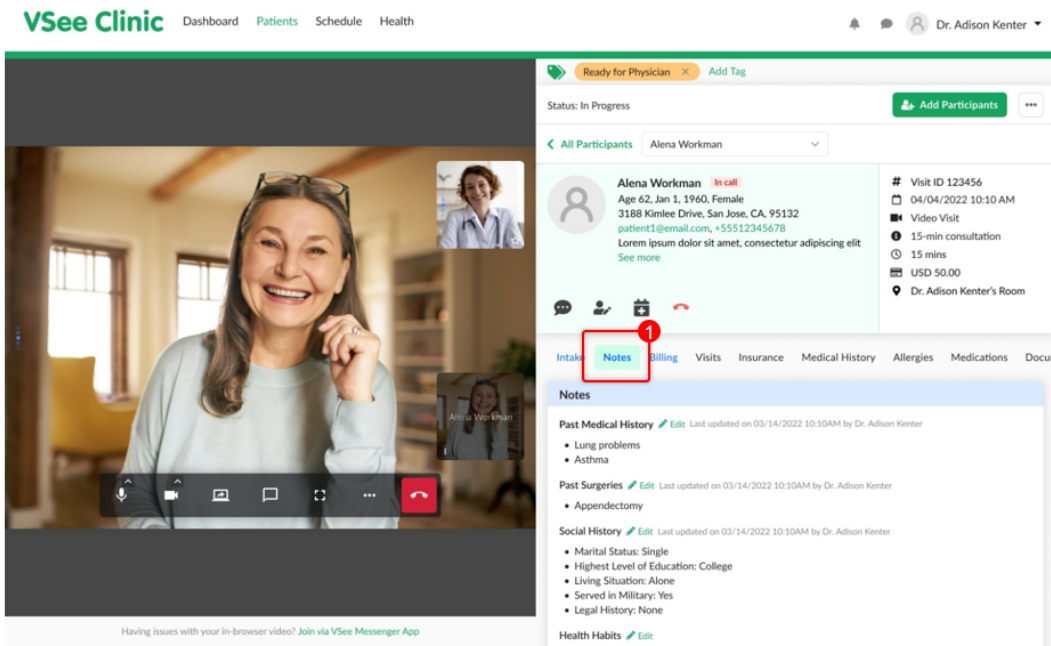 VSee Clinic Dashboard Patients Schedule Health Dr. Adison Kenter
Ready for Physician × Add Tag
Status: In Progress Add Participants
All Participants Alena Workman
Alena Workman In call
Age 62, Jan 1, 1960, Female
3188 Kimlee Drive, San Jose, CA, 95132
patient1@email.com, +55512345678
Lorem ipsum dolor sit amet, consectetur adipiscing elit
See more
# Visit ID 123456
04/04/2022 10:10 AM
Video Visit
15-min consultation
15 mins
USD 50.00
Dr. Adison Kenter's Room
1
Intake Notes Billing Visits Insurance Medical History Allergies Medications Docu
Notes
Past Medical History Edit Last updated on 03/14/2022 10:10AM by Dr. Adison Kenter
• Lung problems
• Asthma
Past Surgeries Edit Last updated on 03/14/2022 10:10AM by Dr. Adison Kenter
• Appendectomy
Social History Edit Last updated on 03/14/2022 10:10AM by Dr. Adison Kenter
• Marital Status: Single
• Highest Level of Education: College
• Living Situation: Alone
• Served in Military: Yes
• Legal History: None
Health Habits Edit
Alena Workman
Having issues with your in-browser video? Join via VSee Messenger App